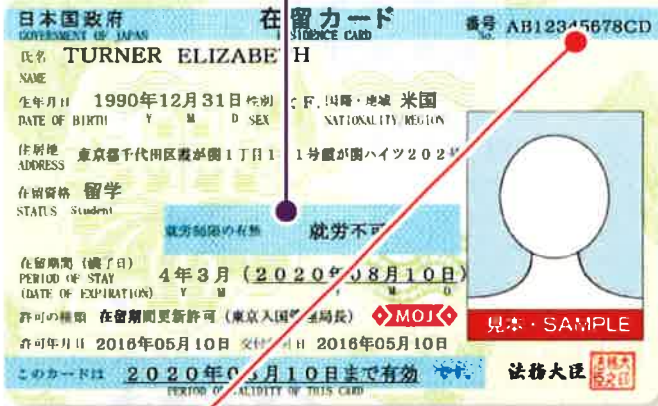 日本国政府 在留カード 番号 AB12345678CD
GOVERNMENT OF JAPAN RESIDENCE CARD No.
氏名 TURNER ELIZABETH
NAME
生年月日 1990年12月31日 性別 女 F. 国籍・地域 米国
DATE OF BIRTH Y M D SEX NATIONALITY/REGION
住居地 東京都千代田区霞が関1丁目1 1号霞が関ハイツ202号
ADDRESS
在留資格 留学
STATUS Student
就労制限の有無 就労不可
在留期間(満了日)
PERIOD OF STAY 4年3月(2020年08月10日)
(DATE OF EXPIRATION) Y M Y M D
許可の種類 在留期間更新許可(東京入国管理局長) MOJ
見本・SAMPLE
許可年月日 2016年05月10日 交付年月日 2016年05月10日
このカードは 2020年08月10日まで有効 です。 法務大臣
PERIOD OF VALIDITY OF THIS CARD